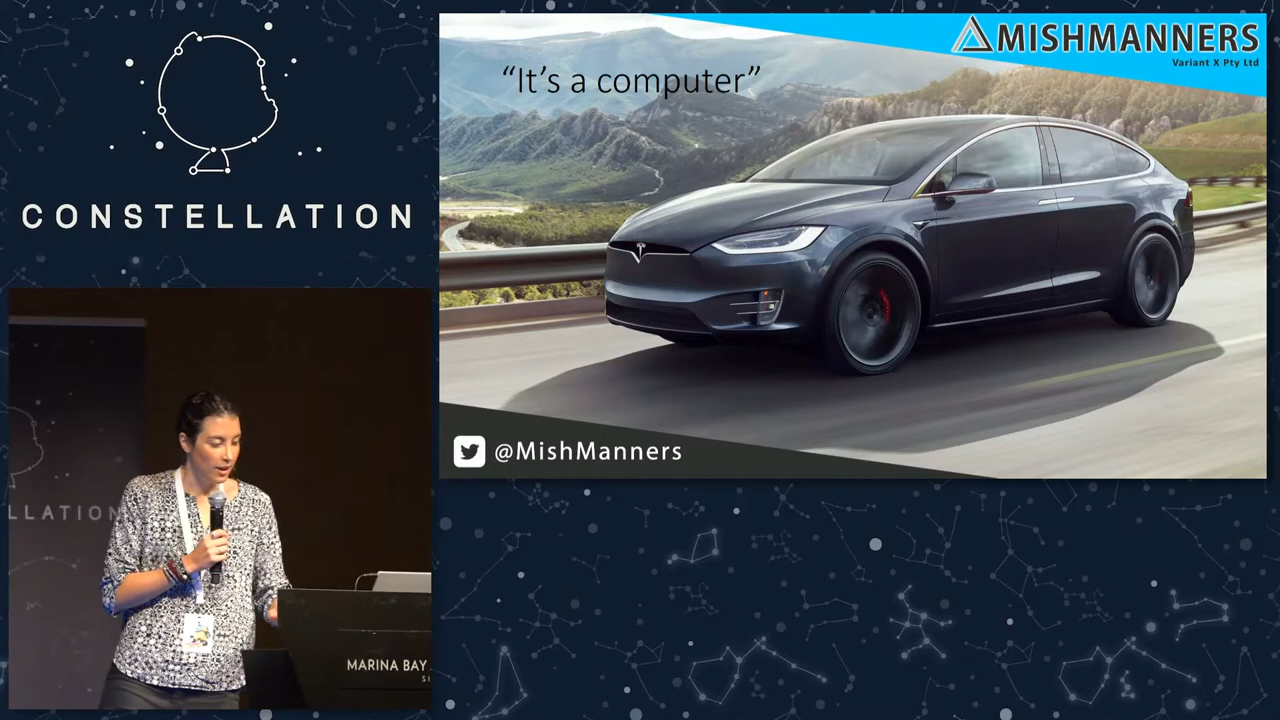 CONSTELLATION
"It's a computer"
MISHMANNERS
Variant X Pty Ltd
@MishManners
LLATION
MARINA BAY